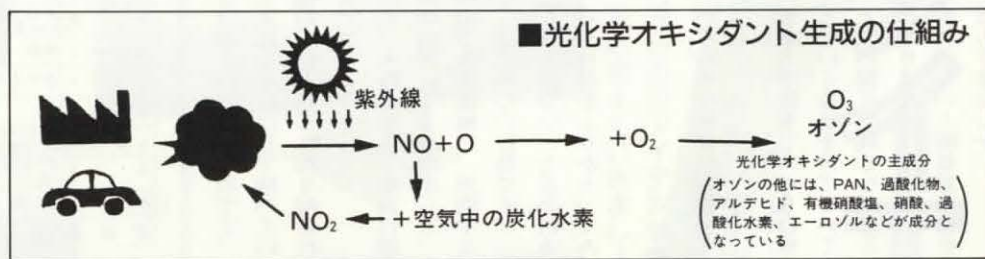 ■光化学オキシダント生成の仕組み
紫外線
NO+O
+O₂
O₃
オゾン
光化学オキシダントの主成分
オゾンの他には、PAN、過酸化物、
アルデヒド、有機硝酸塩、硝酸、過
酸化水素、エーロゾルなどが成分と
なっている
NO₂
+空気中の炭化水素